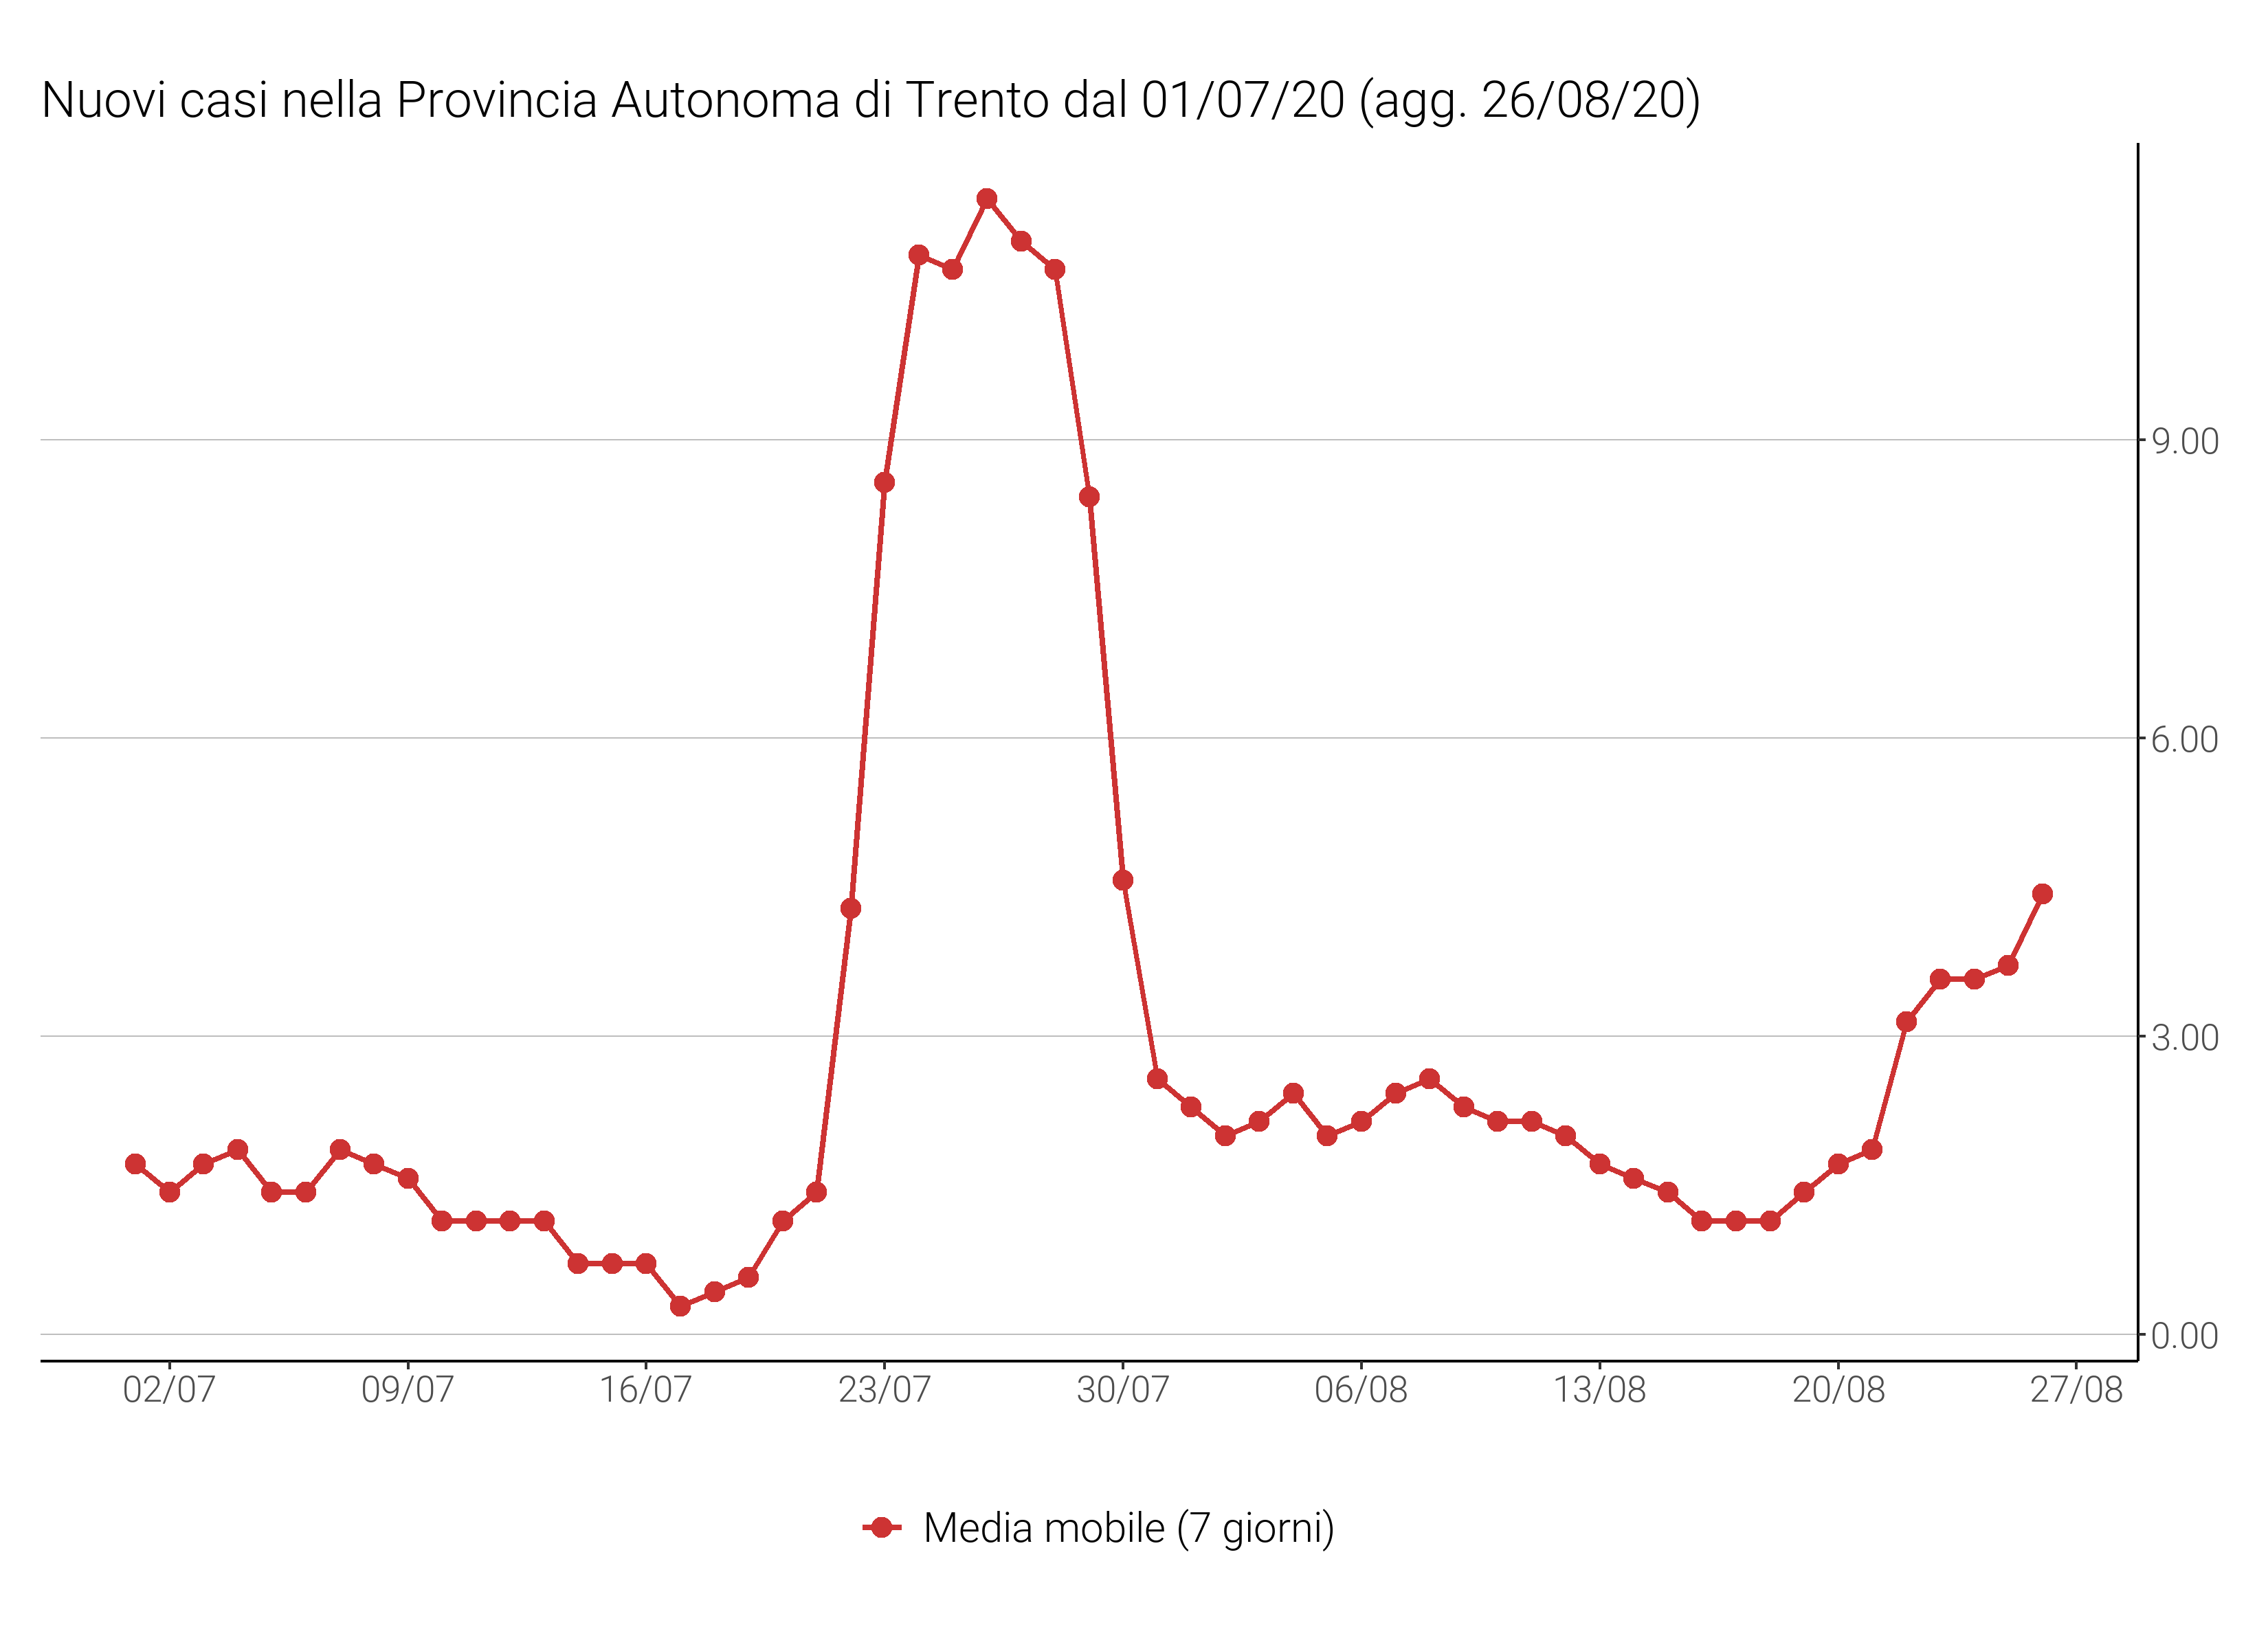 Nuovi casi nella Provincia Autonoma di Trento dal 01/07/20 (agg. 26/08/20)
9.00
6.00
3.00
0.00
02/07 09/07 16/07 23/07 30/07 06/08 13/08 20/08 27/08
Media mobile (7 giorni)